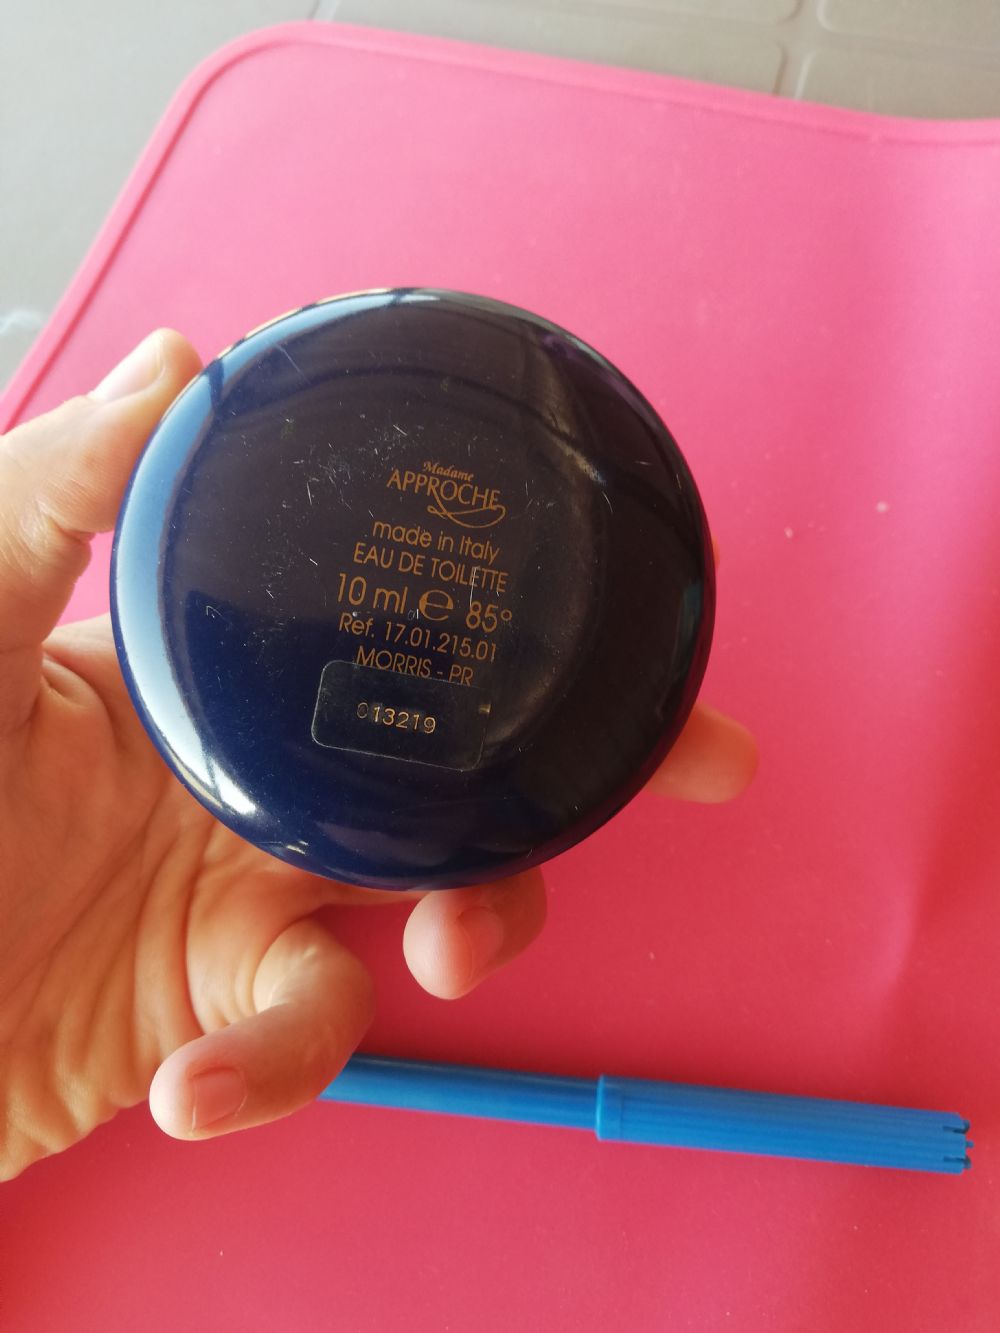 Madame
APPROCHE
made in Italy
EAU DE TOILETTE
10 ml ℮ 85°
Ref. 17.01.215.01
MORRIS - PR
013219